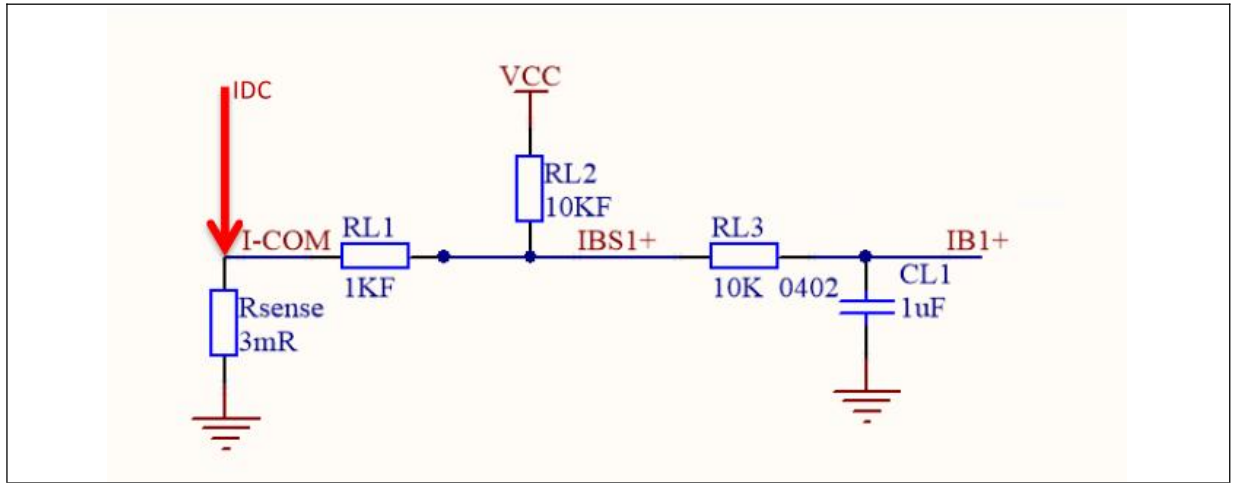 IDC
VCC
RL2
10KF
I-COM
RL1
1KF
IBS1+
RL3
10K 0402
IB1+
CL1
1uF
Rsense
3mR